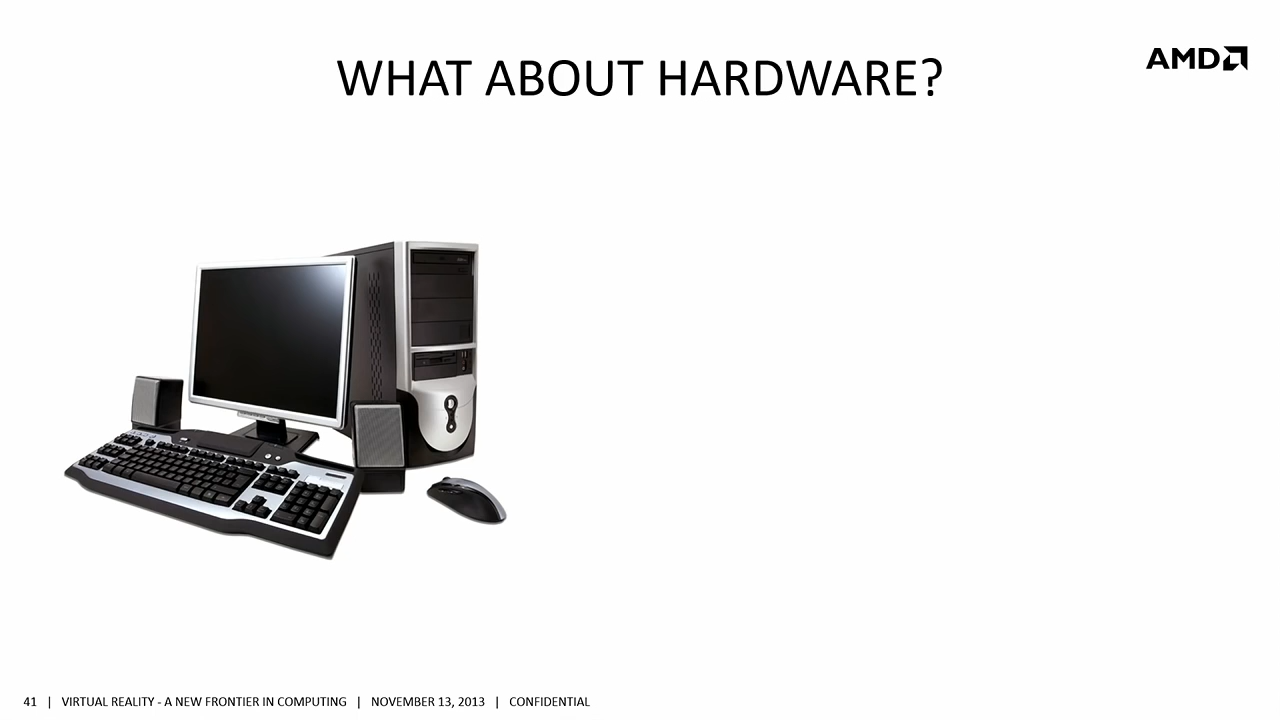 WHAT ABOUT HARDWARE?
AMD
41 | VIRTUAL REALITY - A NEW FRONTIER IN COMPUTING | NOVEMBER 13, 2013 | CONFIDENTIAL